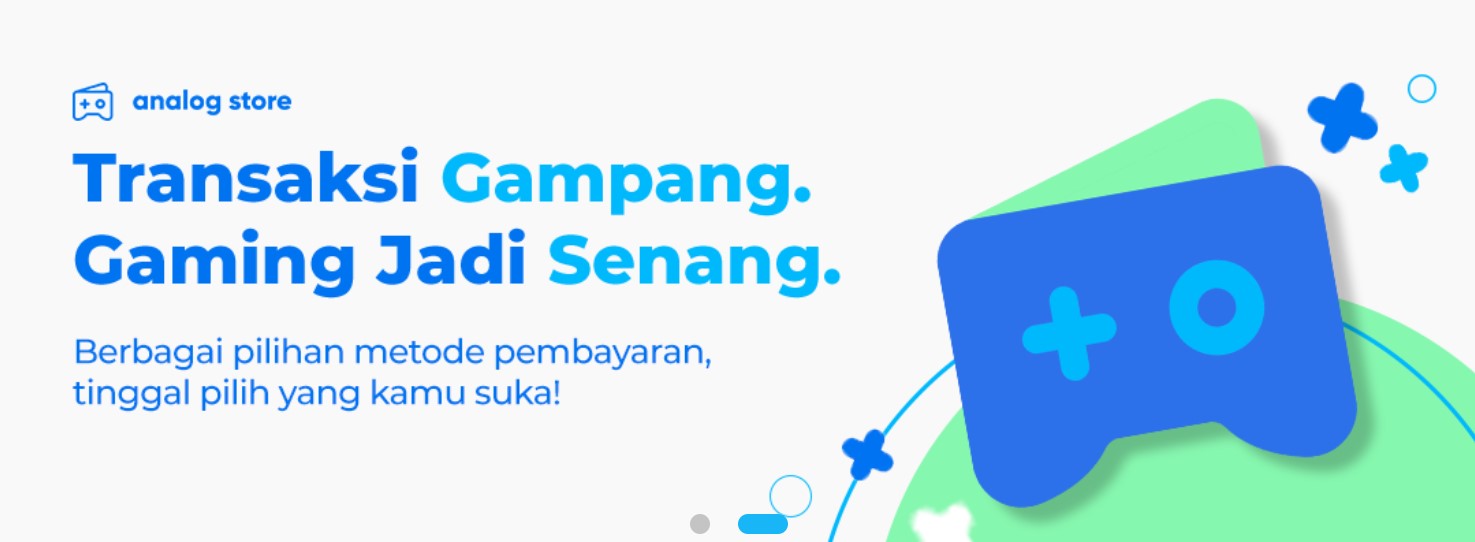 analog store
Transaksi Gampang.
Gaming Jadi Senang.
Berbagai pilihan metode pembayaran,
tinggal pilih yang kamu suka!